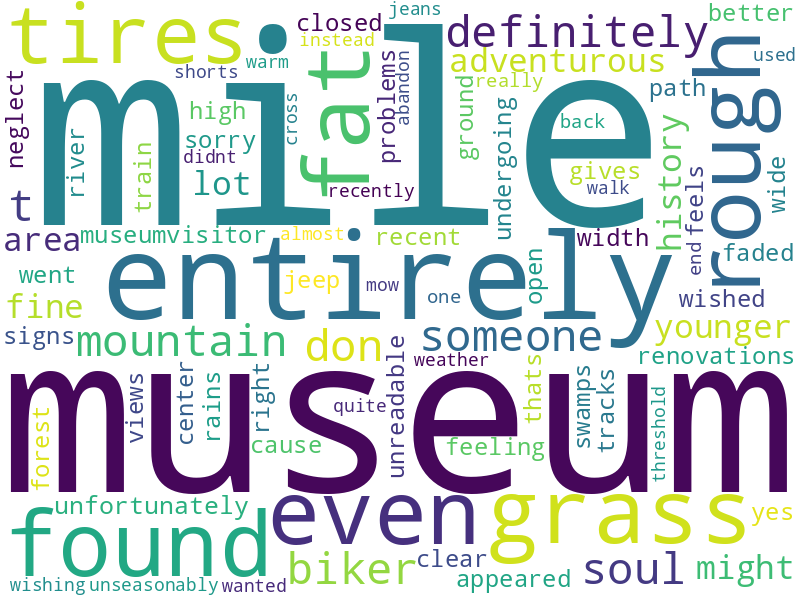 tires
mile
closed
jeans
instead
definitely
better
used
shorts
warm
adventurous
really
rough
neglect
high
sorry
didnt
river
train
cross
fat
problems
abandon
ground
undergoing
path
back
history
wide
lot
recently
gives
walk
t
area
museumvisitor
almost
recent
width
feels
end
faded
went
entirely
jeep
mow
one
open
wished
fine
signs
mountain
don
someone
younger
renovations
weather
unreadable
views
center
rains
right
quite
thats
swamps
tracks
threshold
museum
forest
cause
feeling
unfortunately
found
even
grass
yes
biker
clear
appeared
soul
might
wishing
unseasonably
wanted